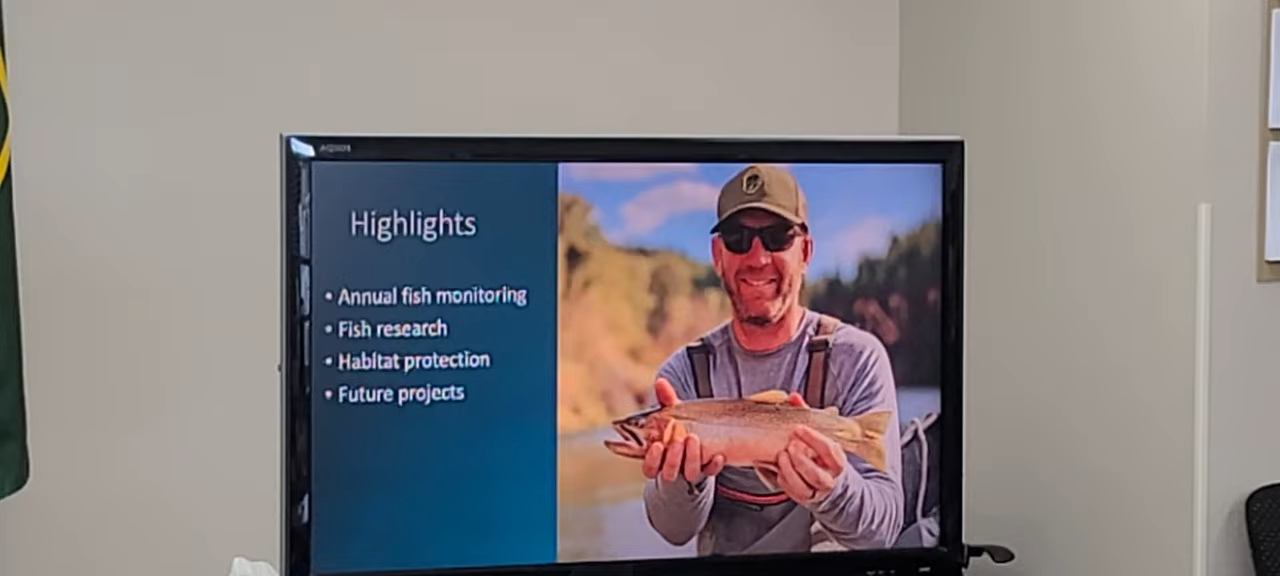 Highlights
• Annual fish monitoring
• Fish research
• Habitat protection
• Future projects